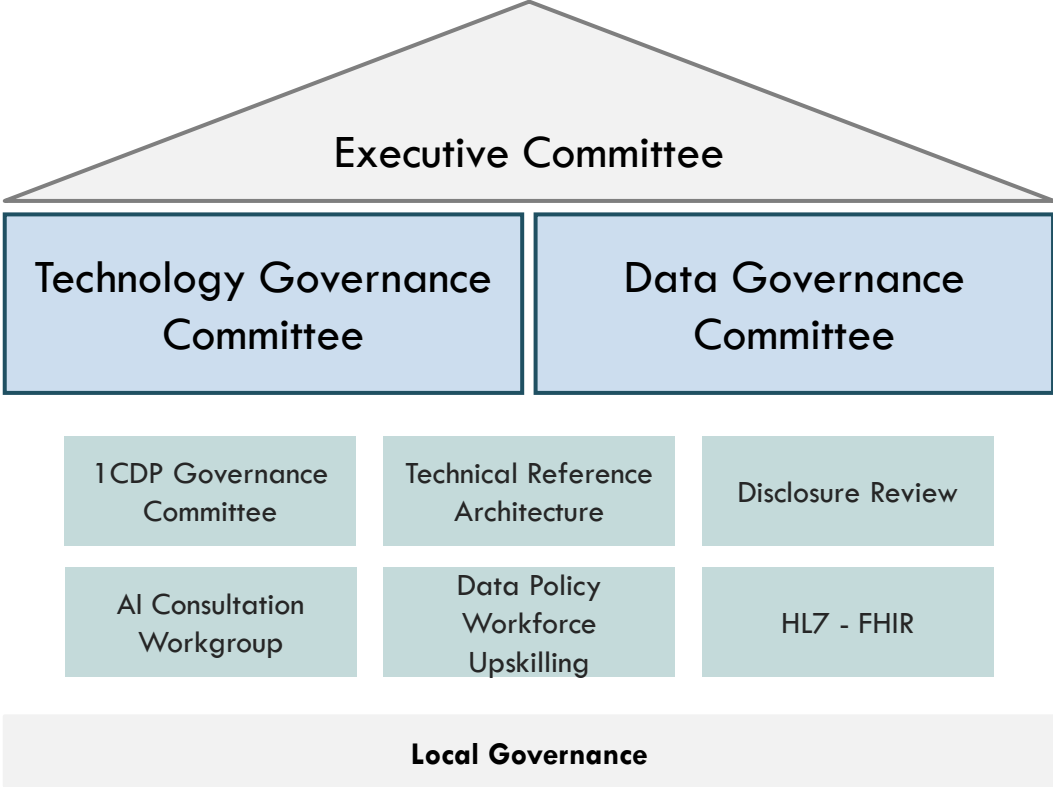 Executive Committee
Technology Governance
Committee
Data Governance
Committee
1CDP Governance
Committee
Technical Reference
Architecture
Disclosure Review
AI Consultation
Workgroup
Data Policy
Workforce
Upskilling
HL7 - FHIR
Local Governance